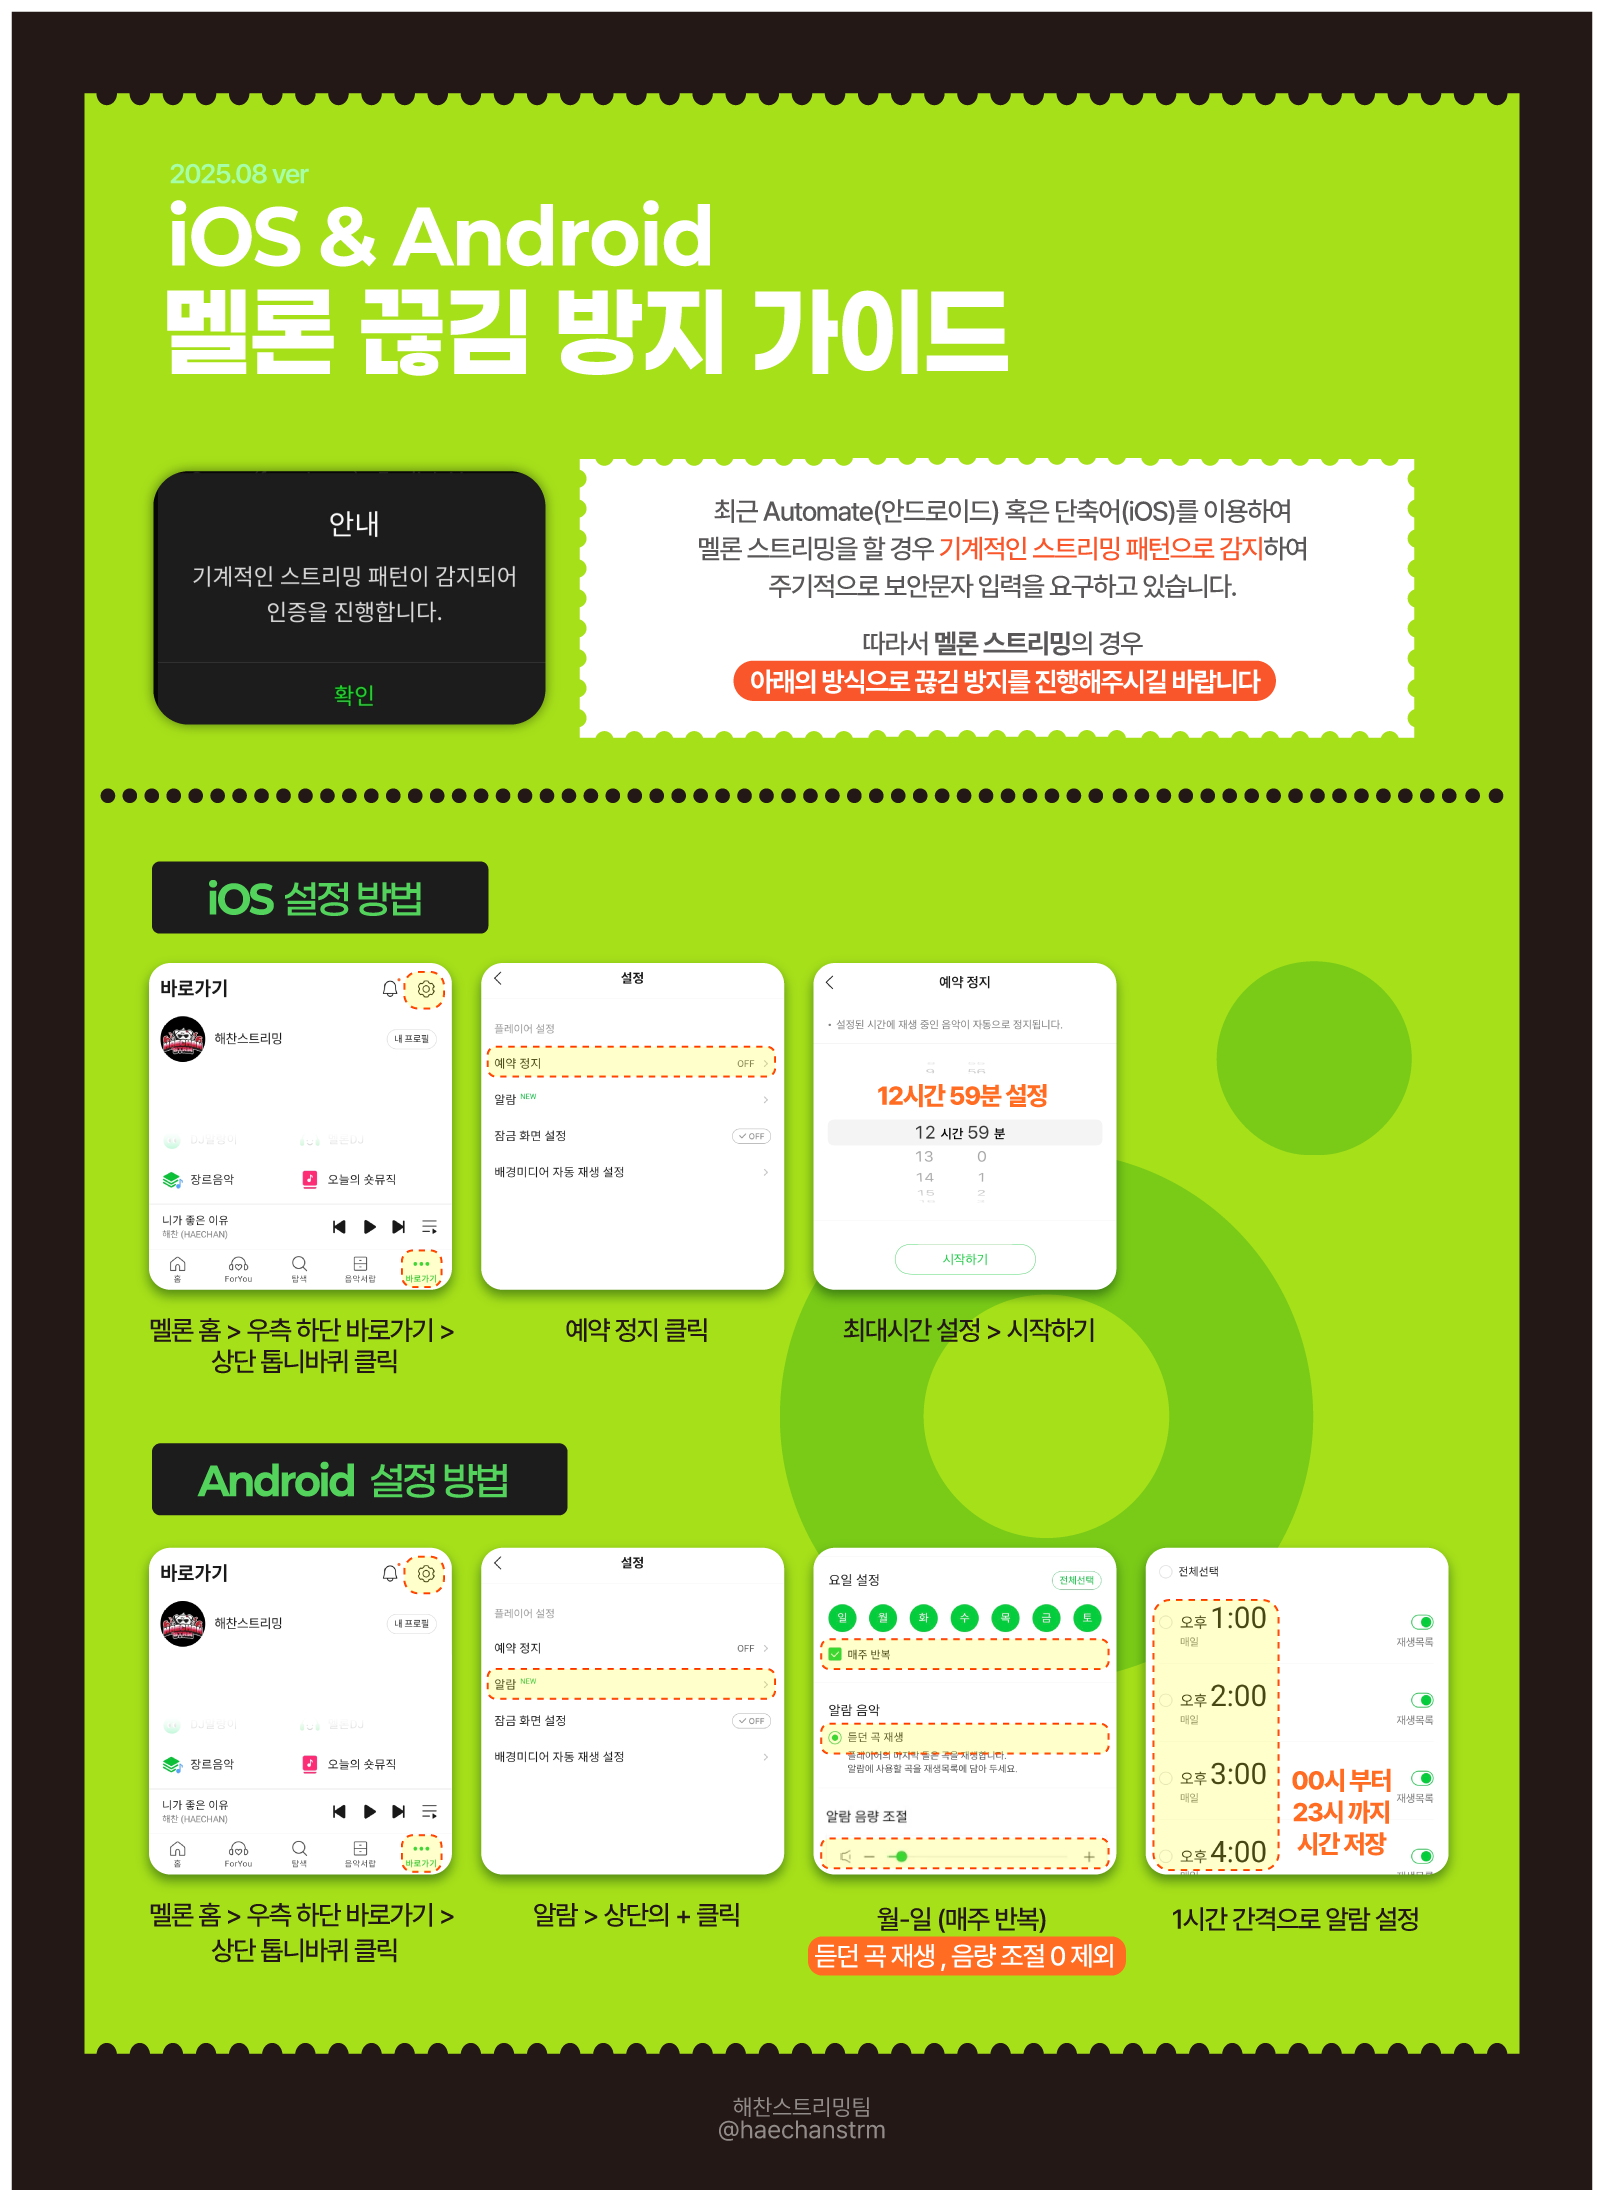 2025.08 ver
iOS & Android
멜론 끊김 방지 가이드
안내
기계적인 스트리밍 패턴이 감지되어
인증을 진행합니다.
확인
최근 Automate(안드로이드) 혹은 단축어(iOS)를 이용하여
멜론 스트리밍을 할 경우 기계적인 스트리밍 패턴으로 감지하여
주기적으로 보안문자 입력을 요구하고 있습니다.
따라서 멜론 스트리밍의 경우
아래의 방식으로 끊김 방지를 진행해주시길 바랍니다
iOS 설정 방법
바로가기
해찬스트리밍
내 프로필
장르음악
오늘의 숏뮤직
니가 좋은 이유
해찬 (HAECHAN)
홈
ForYou
탐색
음악서랍
바로가기
멜론 홈 > 우측 하단 바로가기 >
상단 톱니바퀴 클릭
설정
플레이어 설정
예약 정지 OFF
알람 NEW
잠금 화면 설정 OFF
배경미디어 자동 재생 설정
예약 정지 클릭
예약 정지
• 설정된 시간에 재생 중인 음악이 자동으로 정지됩니다.
9 56
12시간 59분 설정
12 시간 59 분
13 0
14 1
15 2
시작하기
최대시간 설정 > 시작하기
Android 설정 방법
바로가기
해찬스트리밍
내 프로필
장르음악
오늘의 숏뮤직
니가 좋은 이유
해찬 (HAECHAN)
홈
ForYou
탐색
음악서랍
바로가기
멜론 홈 > 우측 하단 바로가기 >
상단 톱니바퀴 클릭
설정
플레이어 설정
예약 정지 OFF
알람 NEW
잠금 화면 설정 OFF
배경미디어 자동 재생 설정
알람 > 상단의 + 클릭
요일 설정 전체선택
일 월 화 수 목 금 토
매주 반복
알람 음악
듣던 곡 재생
플레이어의 마지막 들은 곡을 재생합니다.
알람에 사용할 곡을 재생목록에 담아 두세요.
알람 음량 조절
월-일 (매주 반복)
듣던 곡 재생 , 음량 조절 0 제외
전체선택
오후 1:00
매일 재생목록
오후 2:00
매일 재생목록
오후 3:00
매일 재생목록
오후 4:00
00시 부터
23시 까지
시간 저장
1시간 간격으로 알람 설정
해찬스트리밍팀
@haechanstrm